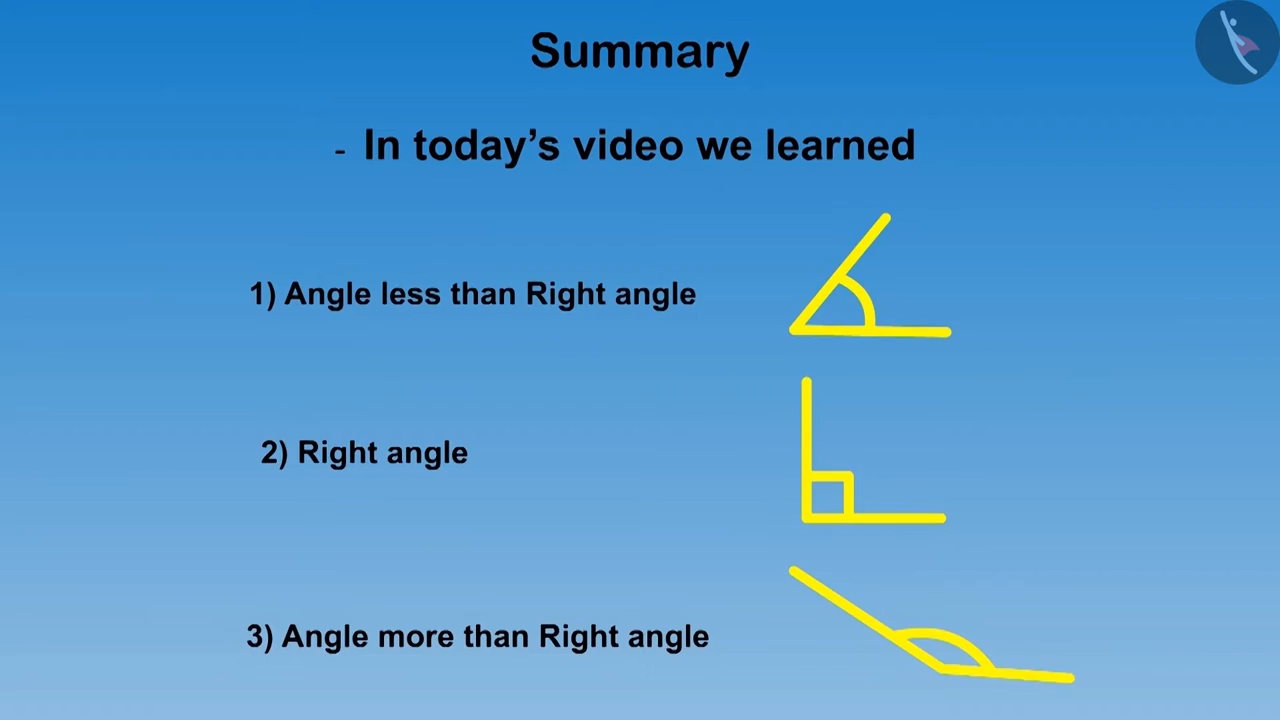 Summary
- In today’s video we learned
1) Angle less than Right angle
2) Right angle
3) Angle more than Right angle